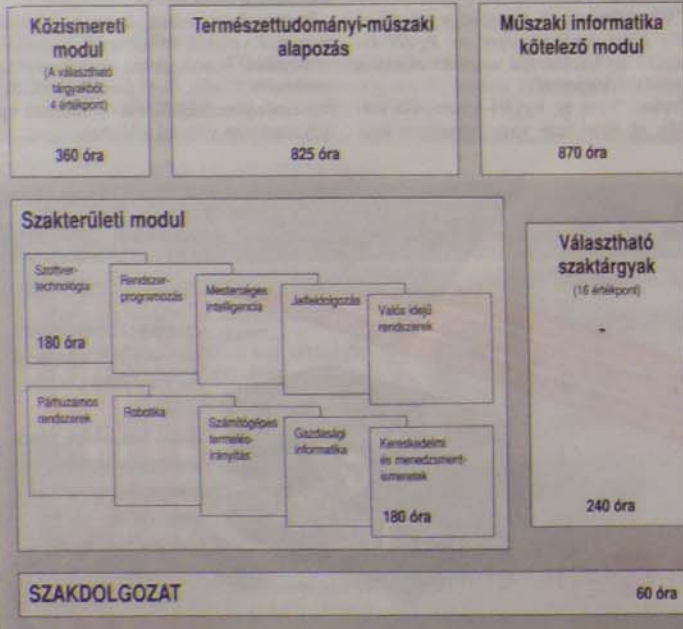 Közismereti
modul
(A választható
tárgyakból:
4 értékpont)
360 óra
Természettudományi-műszaki
alapozás
825 óra
Műszaki informatika
kötelező modul
870 óra
Szakterületi modul
Szoftver-
technológia
180 óra
Rendszer-
programozás
Mesterséges
intelligencia
Jelfeldolgozás
Valós idejű
rendszerek
Párhuzamos
rendszerek
Robotika
Számítógépes
termelés-
irányítás
Gazdasági
informatika
Kereskedelmi
és menedzsment-
ismeretek
180 óra
Választható
szaktárgyak
(16 értékpont)
240 óra
SZAKDOLGOZAT
60 óra